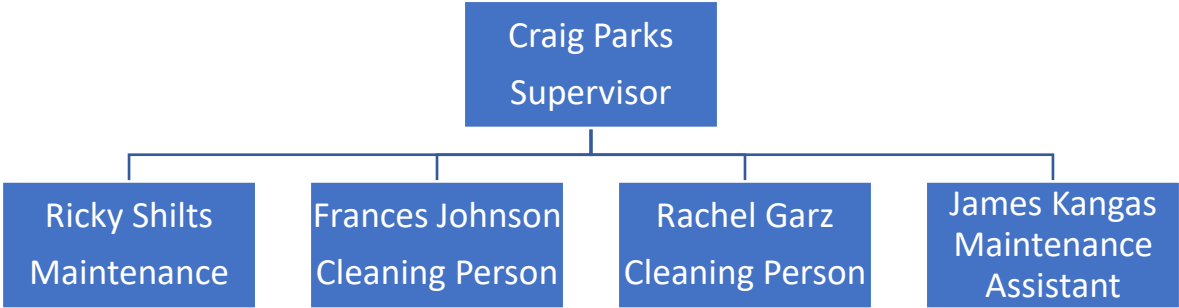 Craig Parks
Supervisor
Ricky Shilts
Maintenance
Frances Johnson
Cleaning Person
Rachel Garz
Cleaning Person
James Kangas
Maintenance
Assistant